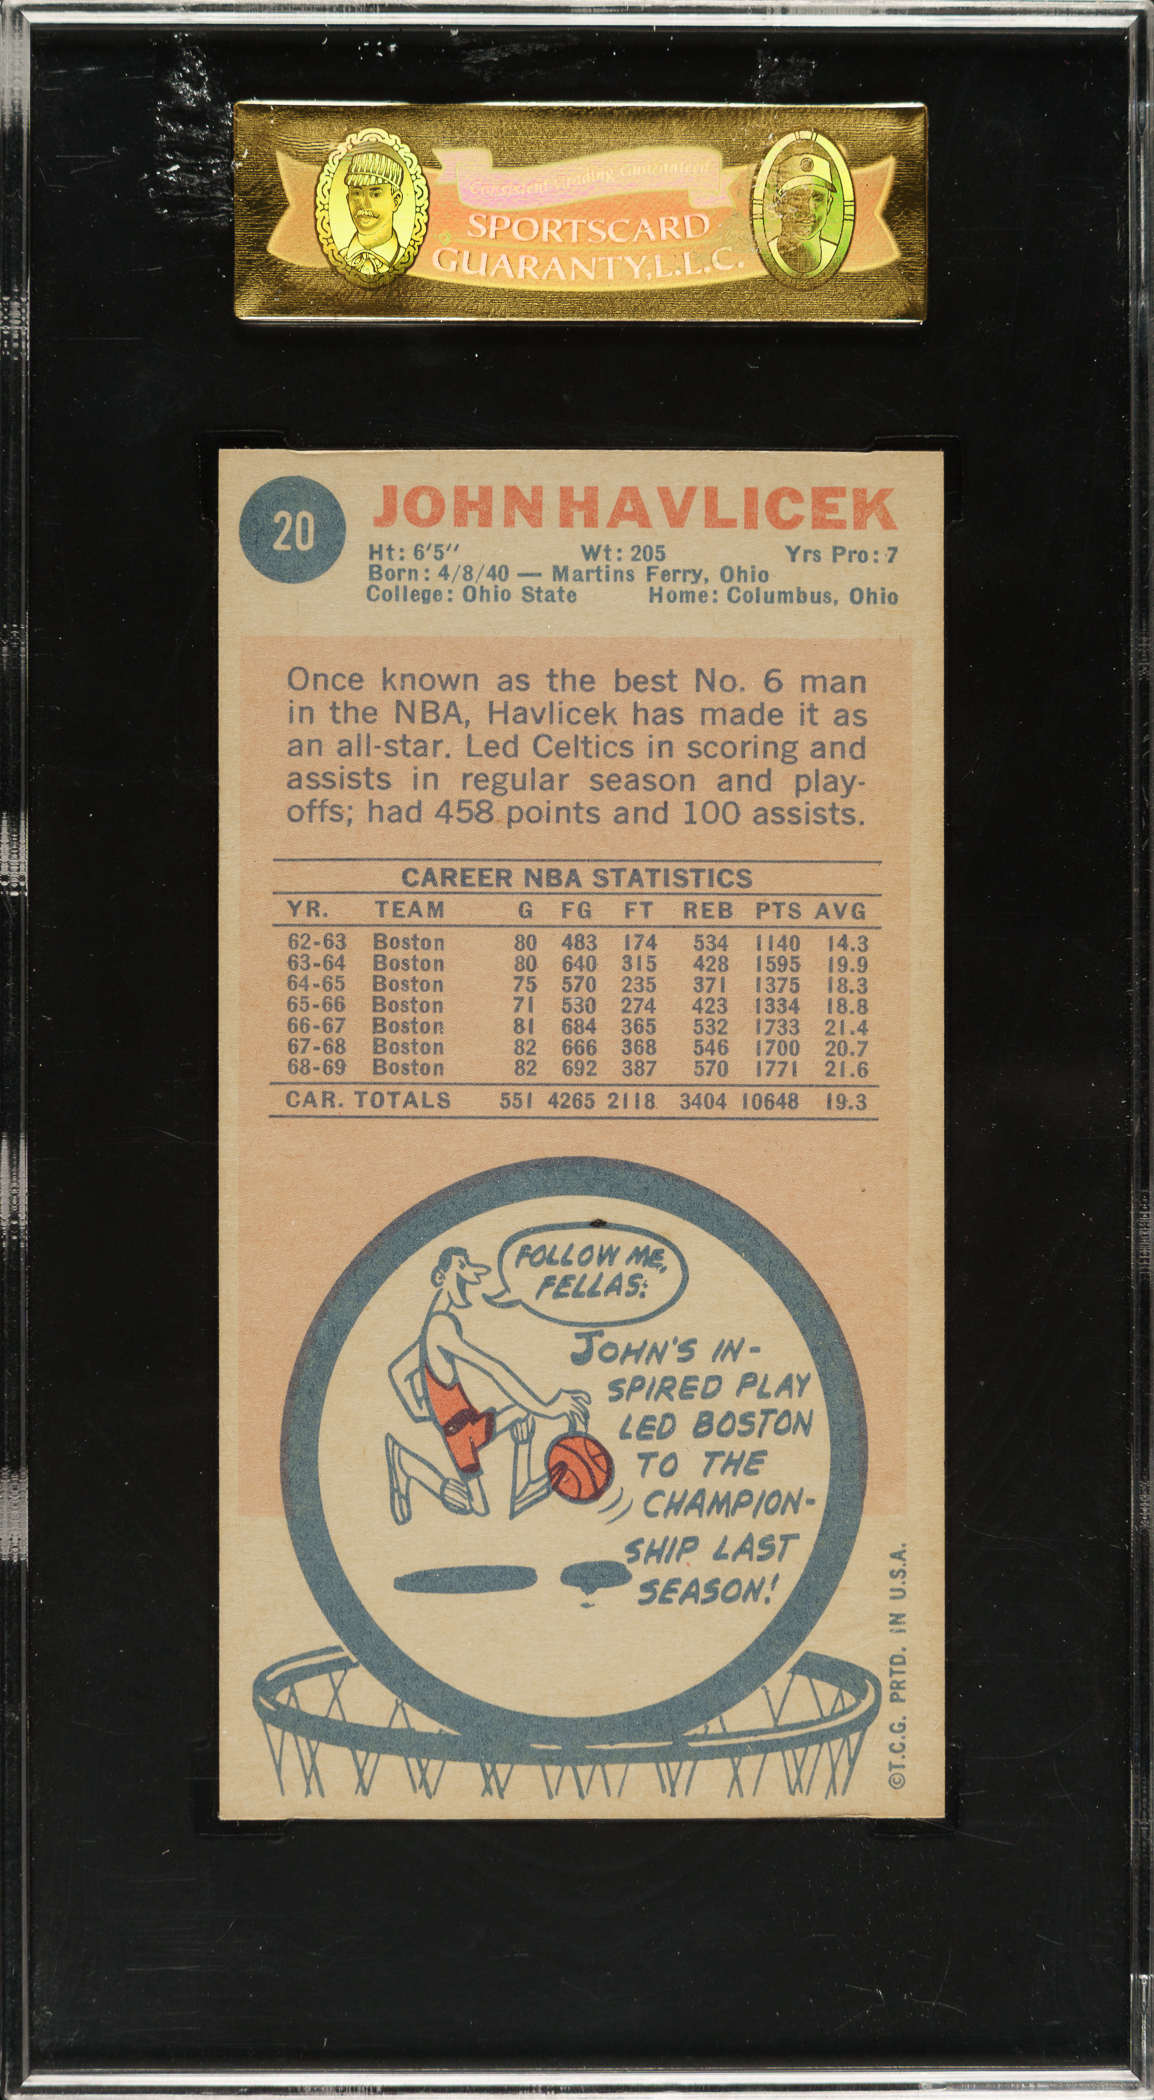 Consistent Grading Guaranteed
SPORTSCARD
GUARANTY, L.L.C.
20
JOHN HAVLICEK
Ht: 6'5" Wt: 205 Yrs Pro: 7
Born: 4/8/40 — Martins Ferry, Ohio
College: Ohio State Home: Columbus, Ohio
Once known as the best No. 6 man
in the NBA, Havlicek has made it as
an all-star. Led Celtics in scoring and
assists in regular season and play-
offs; had 458 points and 100 assists.
CAREER NBA STATISTICS
YR. TEAM G FG FT REB PTS AVG
62-63 Boston 80 483 174 534 1140 14.3
63-64 Boston 80 640 315 428 1595 19.9
64-65 Boston 75 570 235 371 1375 18.3
65-66 Boston 71 530 274 423 1334 18.8
66-67 Boston 81 684 365 532 1733 21.4
67-68 Boston 82 666 368 546 1700 20.7
68-69 Boston 82 692 387 570 1771 21.6
CAR. TOTALS 551 4265 2118 3404 10648 19.3
FOLLOW ME,
FELLAS:
JOHN'S IN-
SPIRED PLAY
LED BOSTON
TO THE
CHAMPION-
SHIP LAST
SEASON!
©T.C.G. PRTD. IN U.S.A.